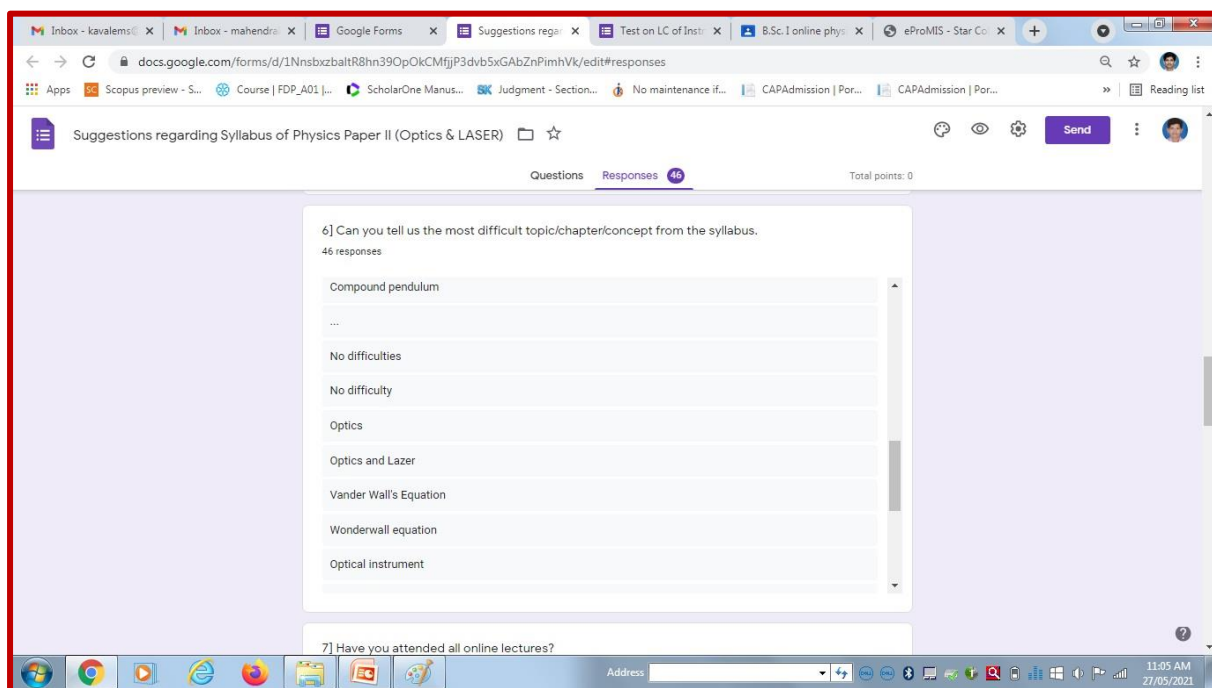 Inbox - kavalems
Inbox - mahendra
Google Forms
Suggestions regar
Test on LC of Instr
B.Sc. I online phys
eProMIS - Star Co
docs.google.com/forms/d/1NnsbxzbaltR8hn39OpOkCMfjjP3dvb5xGAbZnPimhVk/edit#responses
Apps
Scopus preview - S...
Course | FDP_A01 |...
ScholarOne Manus...
Judgment - Section...
No maintenance if...
CAPAdmission | Por...
CAPAdmission | Por...
Reading list
Suggestions regarding Syllabus of Physics Paper II (Optics & LASER)
Send
Questions
Responses 46
Total points: 0
6] Can you tell us the most difficult topic/chapter/concept from the syllabus.
46 responses
Compound pendulum
...
No difficulties
No difficulty
Optics
Optics and Lazer
Vander Wall's Equation
Wonderwall equation
Optical instrument
7] Have you attended all online lectures?
Address
11:05 AM
27/05/2021